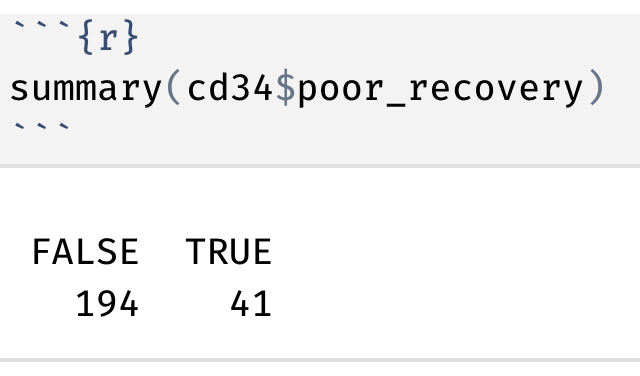 ```{r}
summary(cd34$poor_recovery)
```
FALSE TRUE
194 41